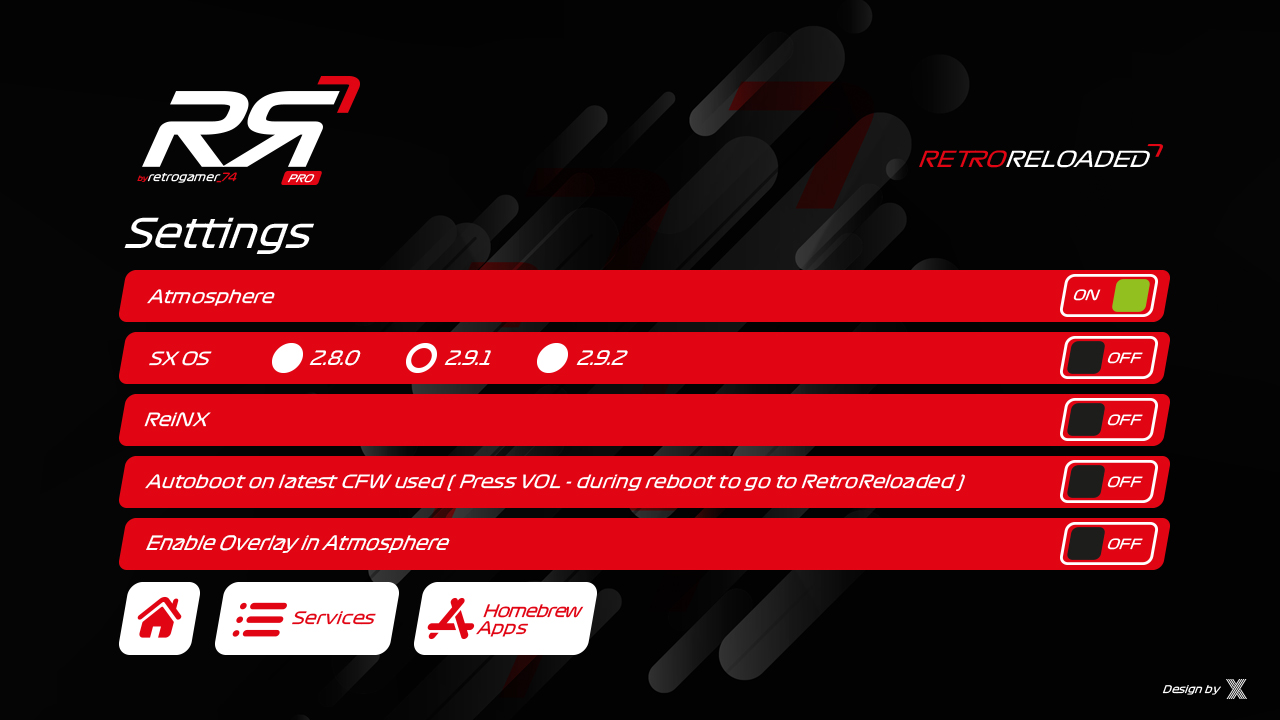 RR
by retrogamer_74
PRO
RETRORELOADED
Settings
Atmosphere
ON
SX OS 2.8.0 2.9.1 2.9.2
OFF
ReiNX
OFF
Autoboot on latest CFW used ( Press VOL - during reboot to go to RetroReloaded )
OFF
Enable Overlay in Atmosphere
OFF
Services
Homebrew
Apps
Design by X